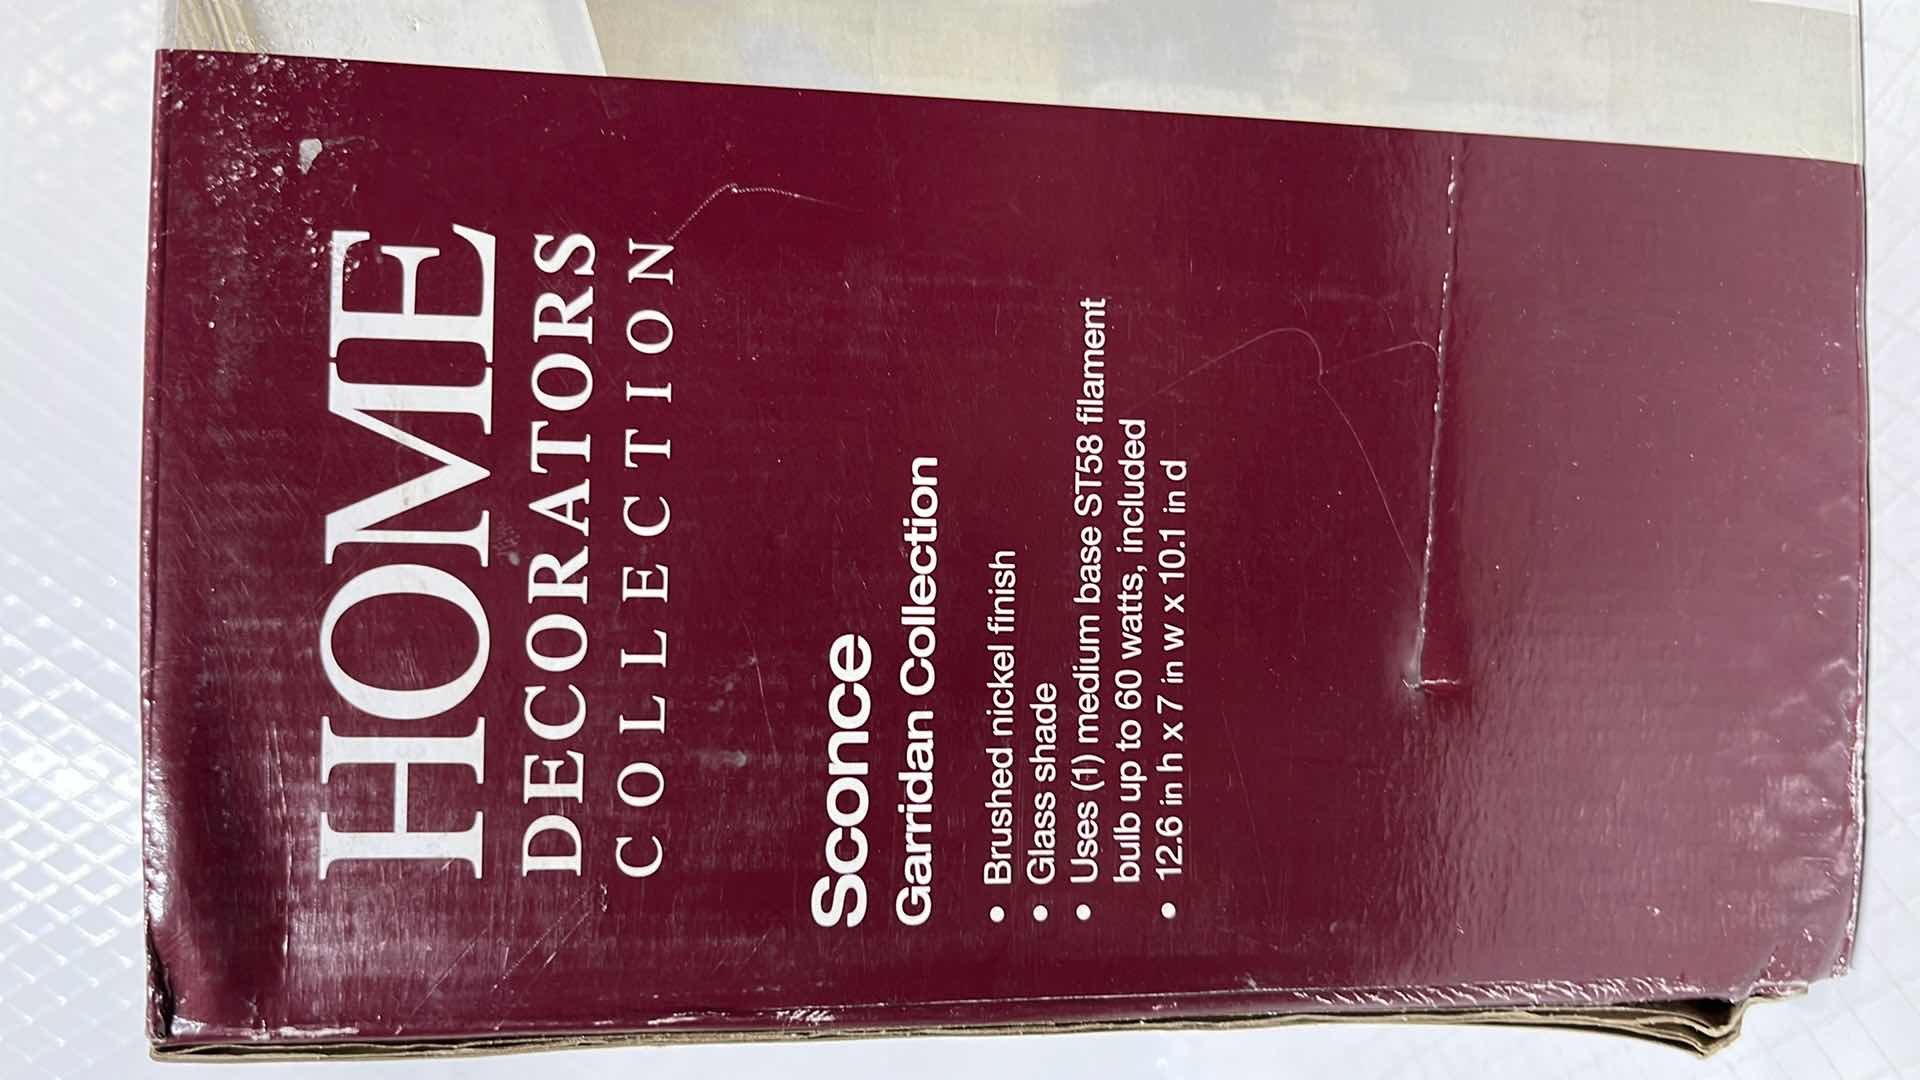 HOME
DECORATORS
COLLECTION
Sconce
Garridan Collection
• Brushed nickel finish
• Glass shade
• Uses (1) medium base ST58 filament
bulb up to 60 watts, included
• 12.6 in h x 7 in w x 10.1 in d